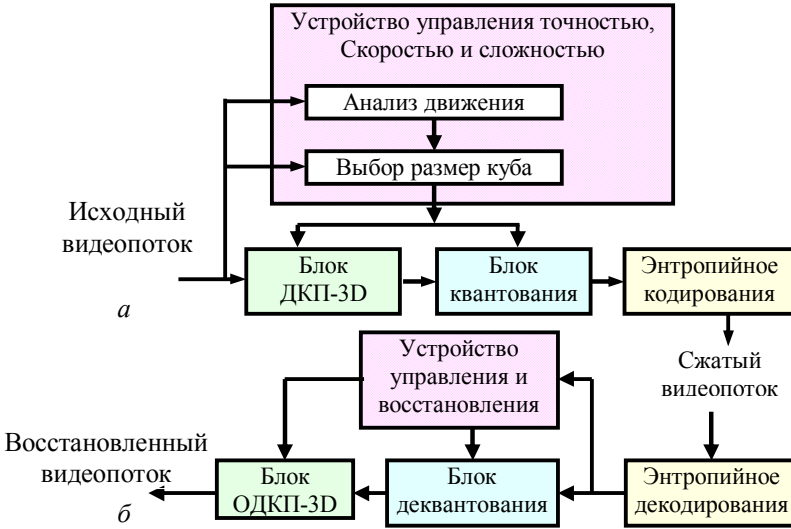 Устройство управления точностью,
Скоростью и сложностью
Анализ движения
Выбор размер куба
Исходный
видеопоток
а
Блок
ДКП-3D
Блок
квантования
Энтропийное
кодирования
Сжатый
видеопоток
Устройство
управления и
восстановления
Восстановленный
видеопоток
б
Блок
ОДКП-3D
Блок
деквантования
Энтропийное
декодирования